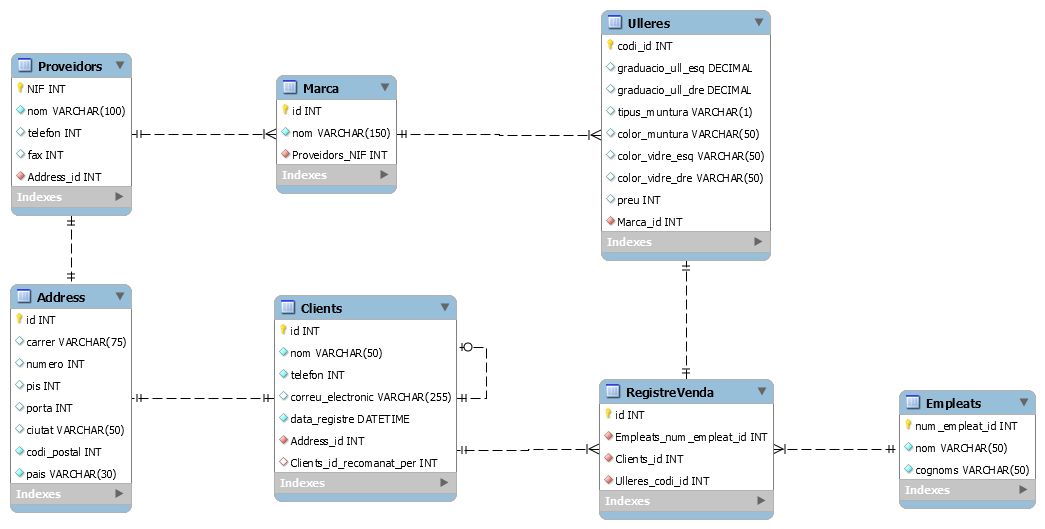 Proveidors
NIF INT
nom VARCHAR(100)
telefon INT
fax INT
Address_id INT
Indexes
Marca
id INT
nom VARCHAR(150)
Proveidors_NIF INT
Indexes
Ulleres
codi_id INT
graduacio_ull_esq DECIMAL
graduacio_ull_dre DECIMAL
tipus_muntura VARCHAR(1)
color_muntura VARCHAR(50)
color_vidre_esq VARCHAR(50)
color_vidre_dre VARCHAR(50)
preu INT
Marca_id INT
Indexes
Address
id INT
carrer VARCHAR(75)
numero INT
pis INT
porta INT
ciutat VARCHAR(50)
codi_postal INT
pais VARCHAR(30)
Indexes
Clients
id INT
nom VARCHAR(50)
telefon INT
correu_electronic VARCHAR(255)
data_registre DATETIME
Address_id INT
Clients_id_recomanat_per INT
Indexes
RegistreVenda
id INT
Empleats_num_empleat_id INT
Clients_id INT
Ulleres_codi_id INT
Indexes
Empleats
num_empleat_id INT
nom VARCHAR(50)
cognoms VARCHAR(50)
Indexes